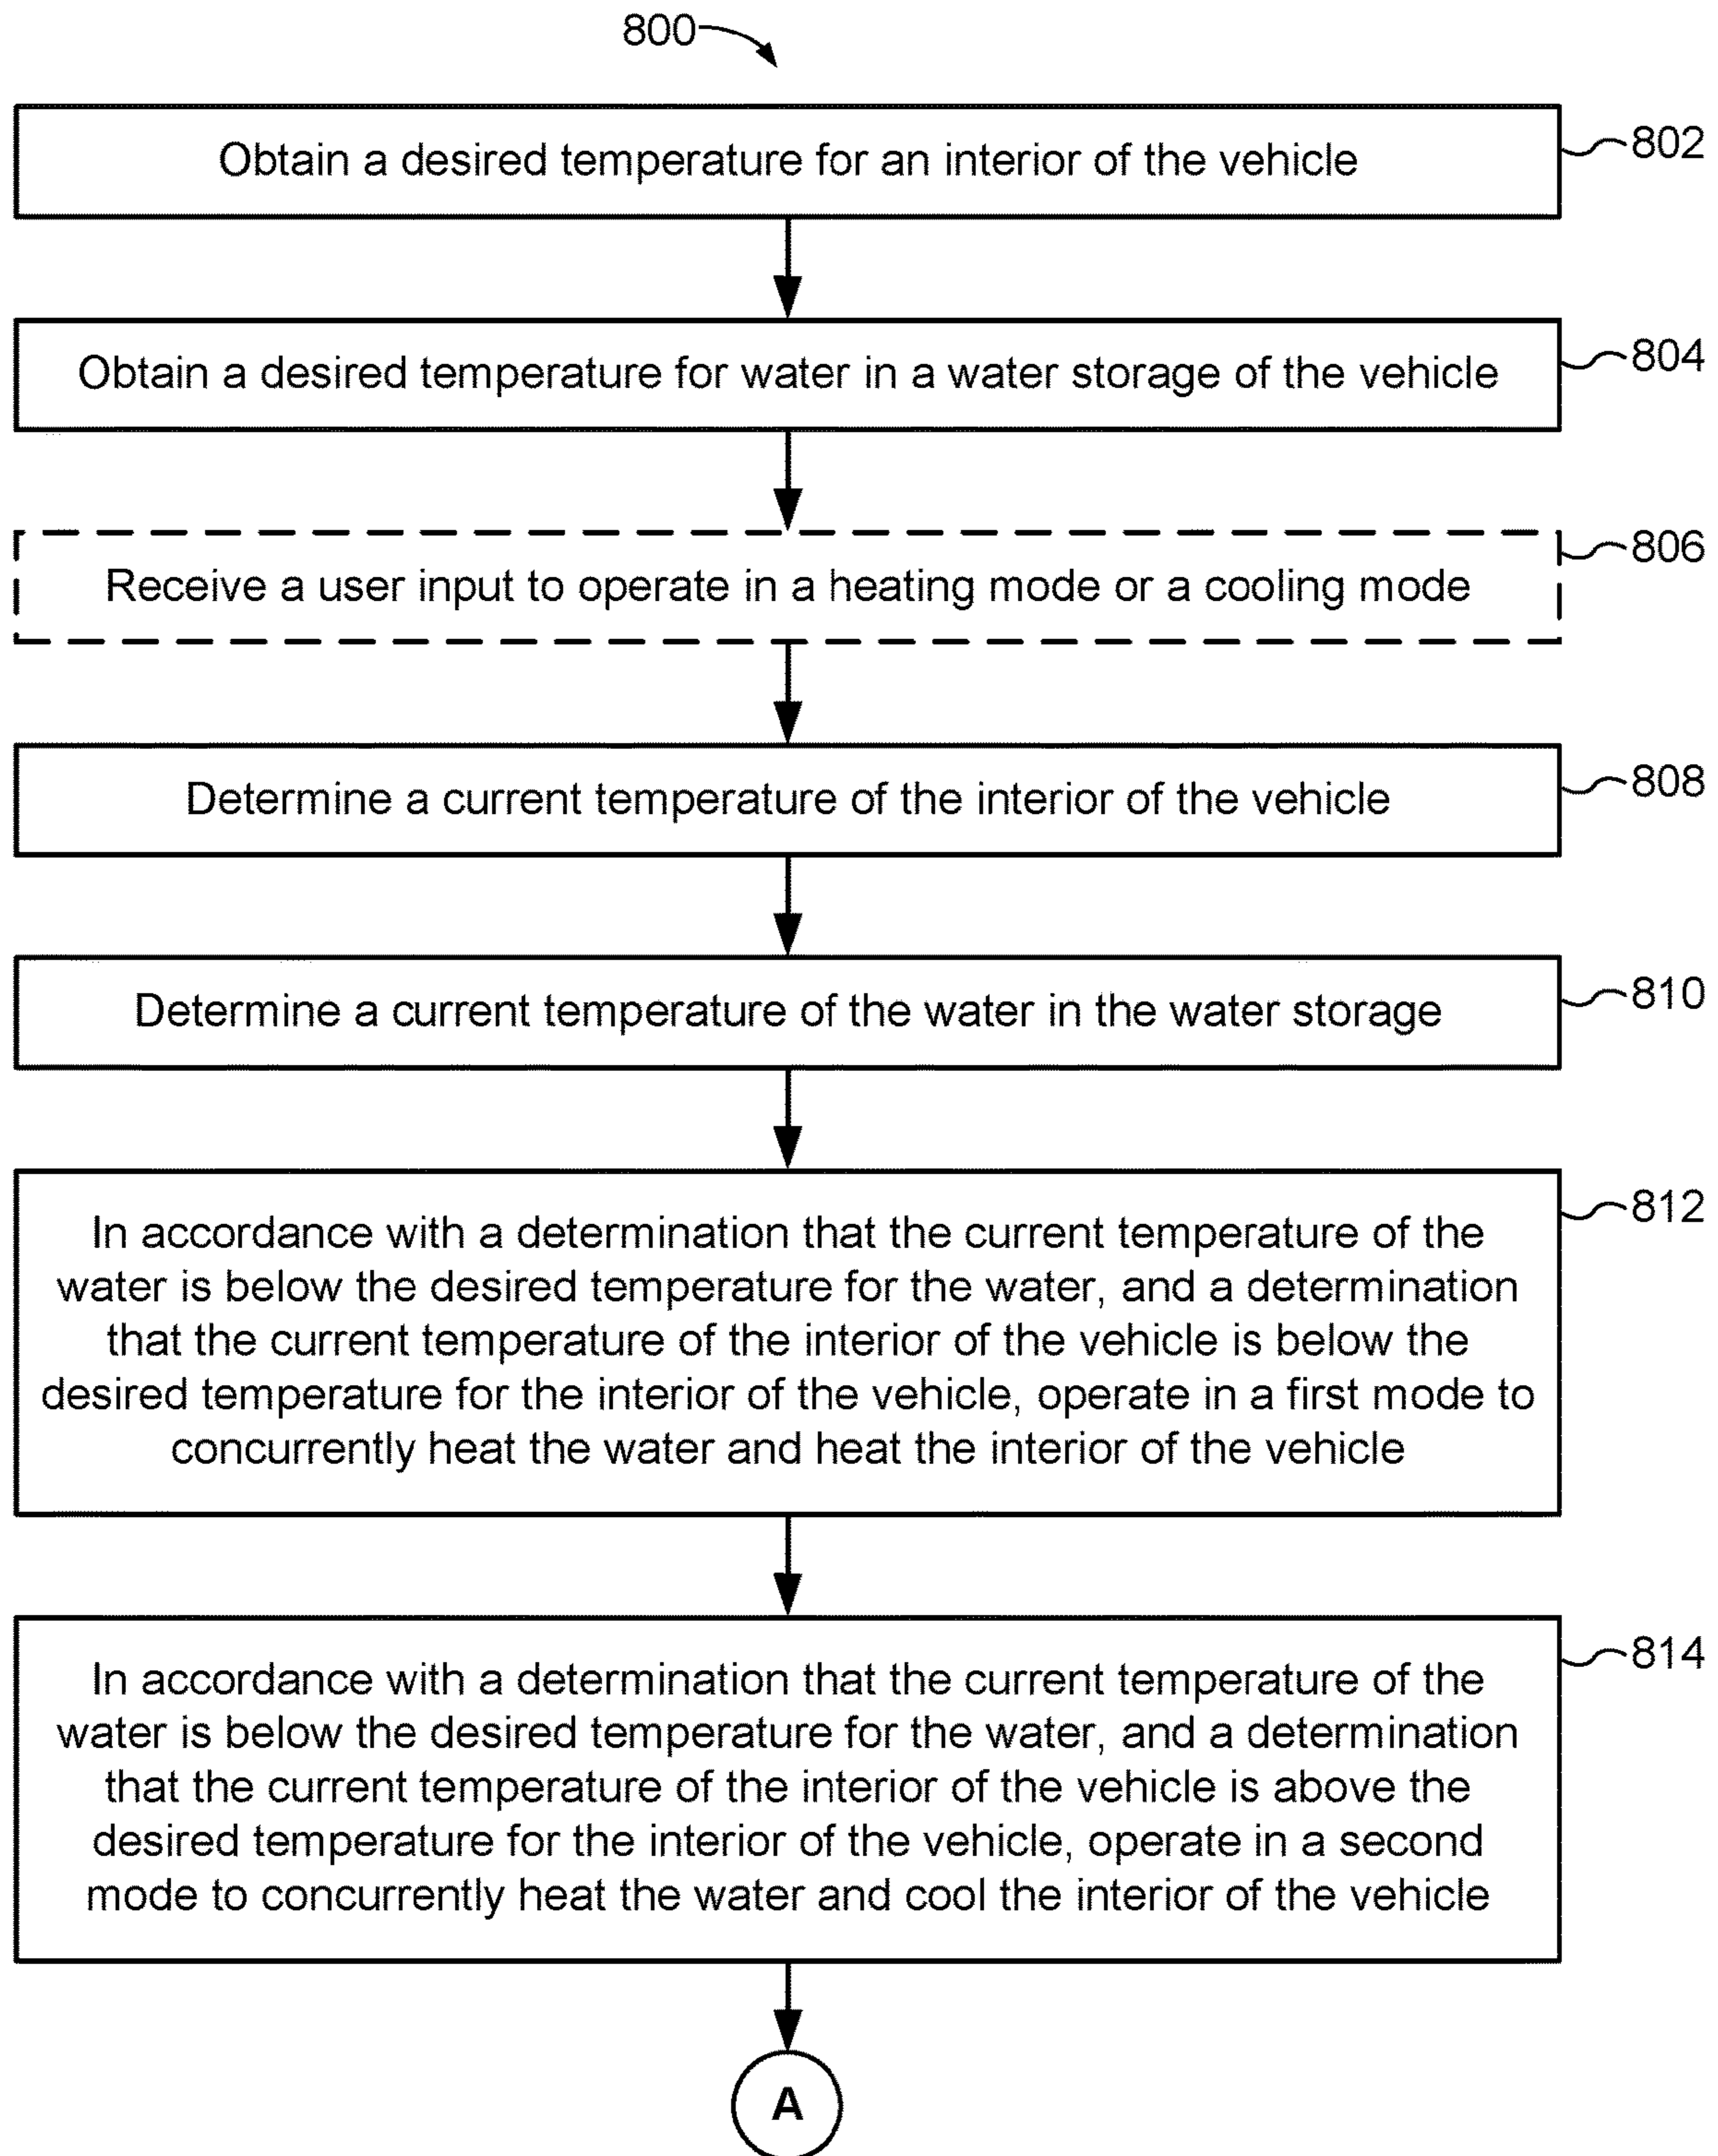 800
Obtain a desired temperature for an interior of the vehicle
802
Obtain a desired temperature for water in a water storage of the vehicle
804
Receive a user input to operate in a heating mode or a cooling mode
806
Determine a current temperature of the interior of the vehicle
808
Determine a current temperature of the water in the water storage
810
In accordance with a determination that the current temperature of the
water is below the desired temperature for the water, and a determination
that the current temperature of the interior of the vehicle is below the
desired temperature for the interior of the vehicle, operate in a first mode to
concurrently heat the water and heat the interior of the vehicle
812
In accordance with a determination that the current temperature of the
water is below the desired temperature for the water, and a determination
that the current temperature of the interior of the vehicle is above the
desired temperature for the interior of the vehicle, operate in a second
mode to concurrently heat the water and cool the interior of the vehicle
814
A